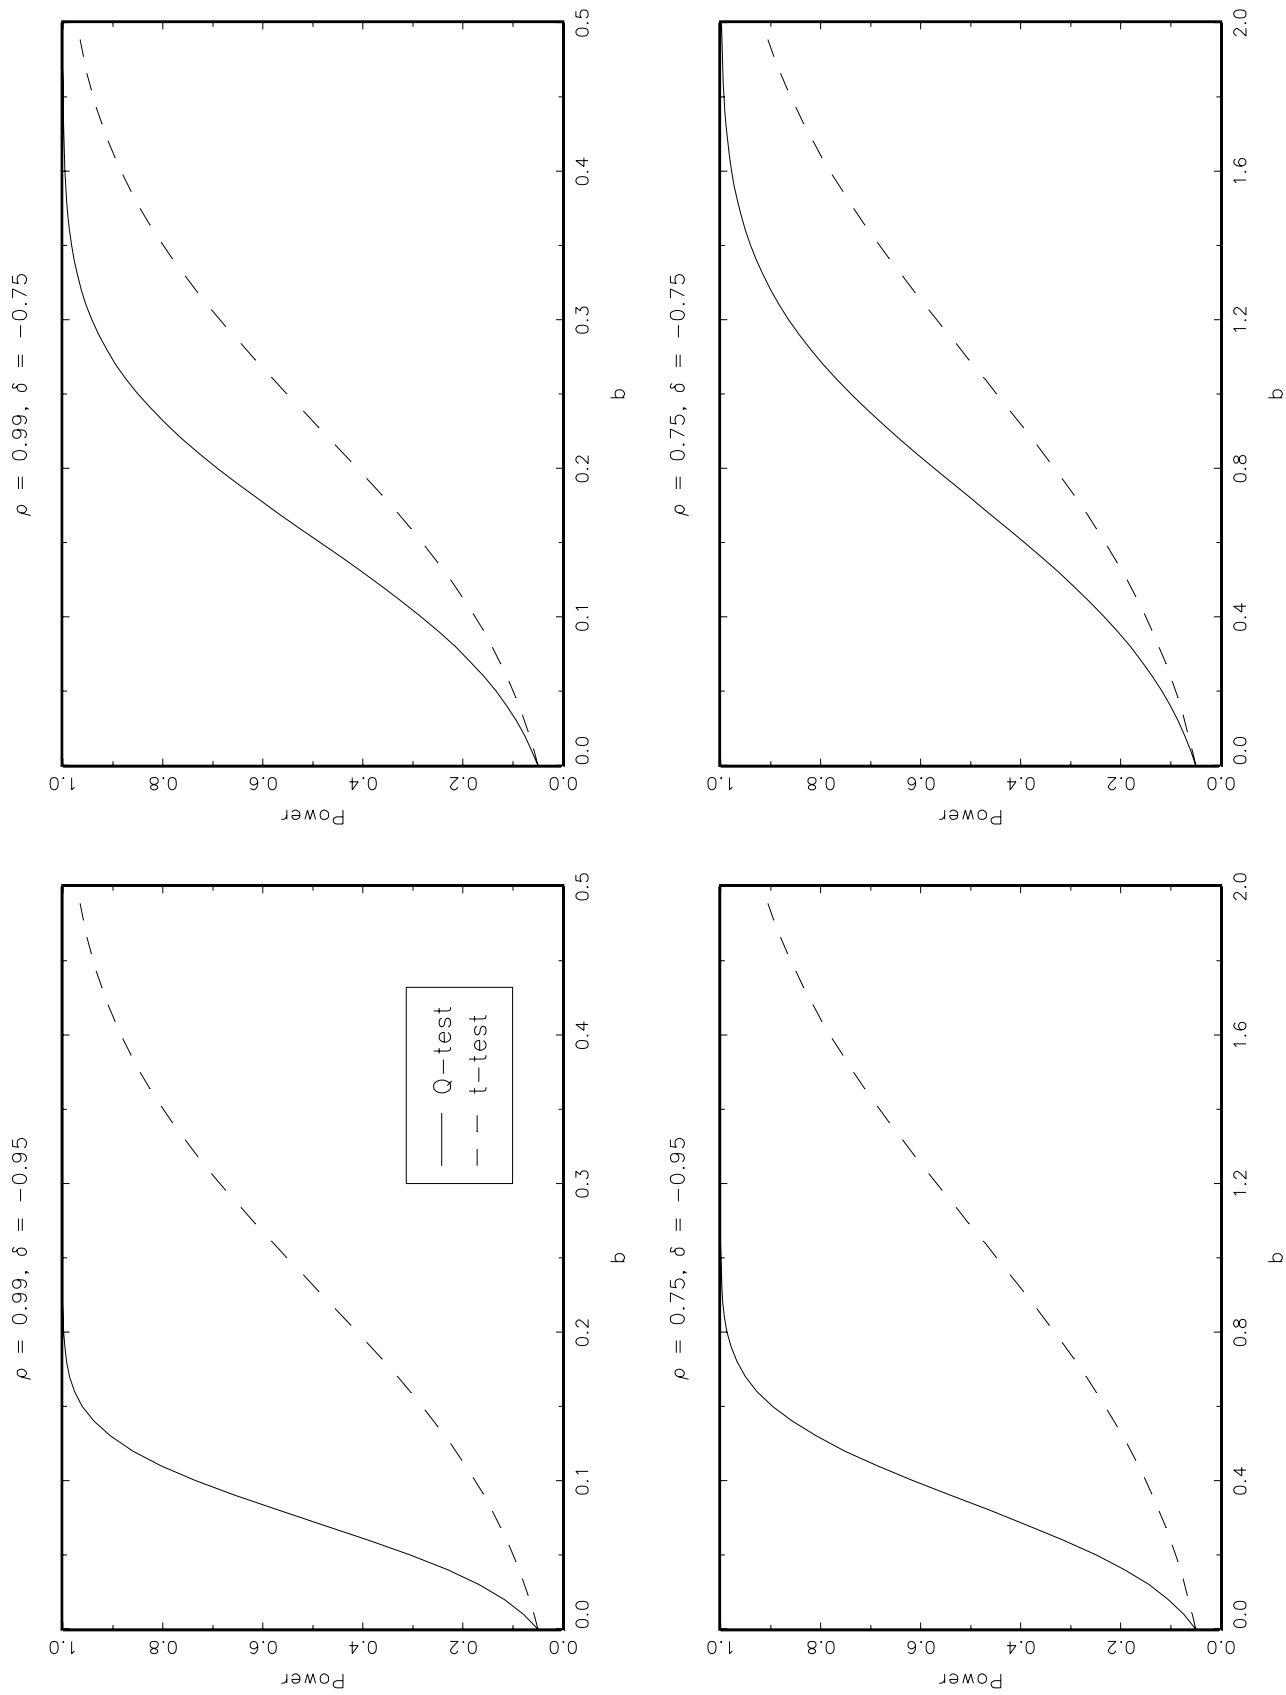 ρ = 0.99, δ = −0.95
Power
1.0
0.8
0.6
0.4
0.2
0.0
0.0 0.1 0.2 0.3 0.4 0.5
b
Q−test
t−test
ρ = 0.99, δ = −0.75
Power
1.0
0.8
0.6
0.4
0.2
0.0
0.0 0.1 0.2 0.3 0.4 0.5
b
ρ = 0.75, δ = −0.95
Power
1.0
0.8
0.6
0.4
0.2
0.0
0.0 0.4 0.8 1.2 1.6 2.0
b
ρ = 0.75, δ = −0.75
Power
1.0
0.8
0.6
0.4
0.2
0.0
0.0 0.4 0.8 1.2 1.6 2.0
b